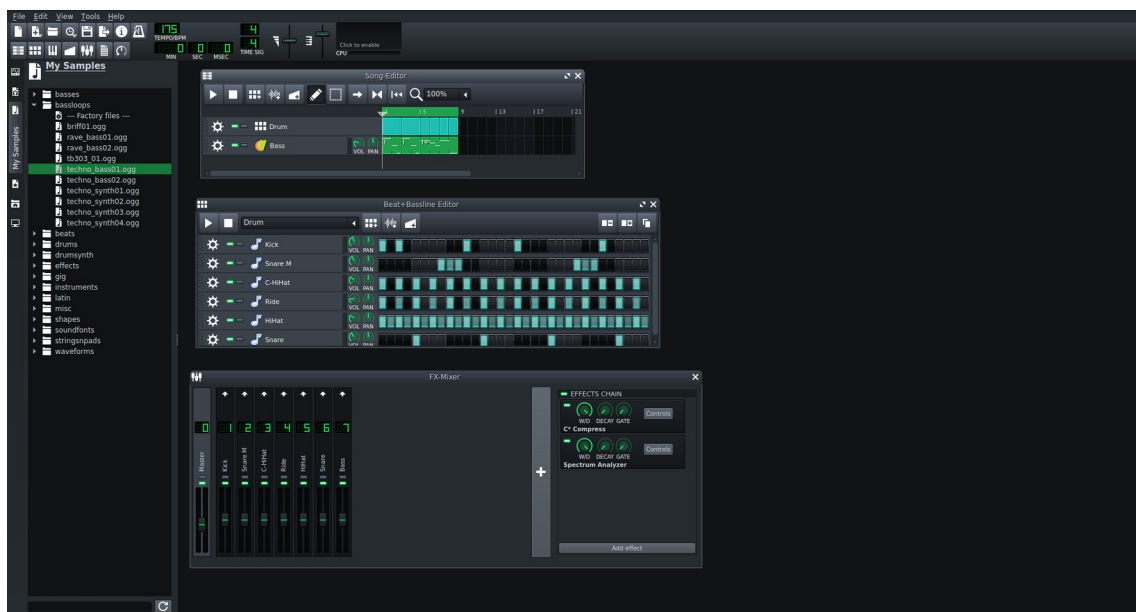 File Edit View Tools Help
175
TEMPO/BPM
4
4
TIME SIG
0 0 0
MIN SEC MSEC
Click to enable
CPU
My Samples
My Samples
basses
bassloops
--- Factory files ---
briff01.ogg
rave_bass01.ogg
rave_bass02.ogg
tb303_01.ogg
techno_bass01.ogg
techno_bass02.ogg
techno_synth01.ogg
techno_synth02.ogg
techno_synth03.ogg
techno_synth04.ogg
beats
drums
drumsynth
effects
gig
instruments
latin
misc
shapes
soundfonts
stringsnpads
waveforms
Song-Editor
100%
5 9 13 17 21
Drum
Bass
VOL PAN
Beat+Bassline Editor
Drum
Kick
VOL PAN
Snare M
VOL PAN
C-HiHat
VOL PAN
Ride
VOL PAN
HiHat
VOL PAN
Snare
VOL PAN
FX-Mixer
0 1 2 3 4 5 6 7
Master Kick Snare M C-HiHat Ride HiHat Snare Bass
EFFECTS CHAIN
W/D DECAY GATE
Controls
C* Compress
W/D DECAY GATE
Controls
Spectrum Analyzer
Add effect